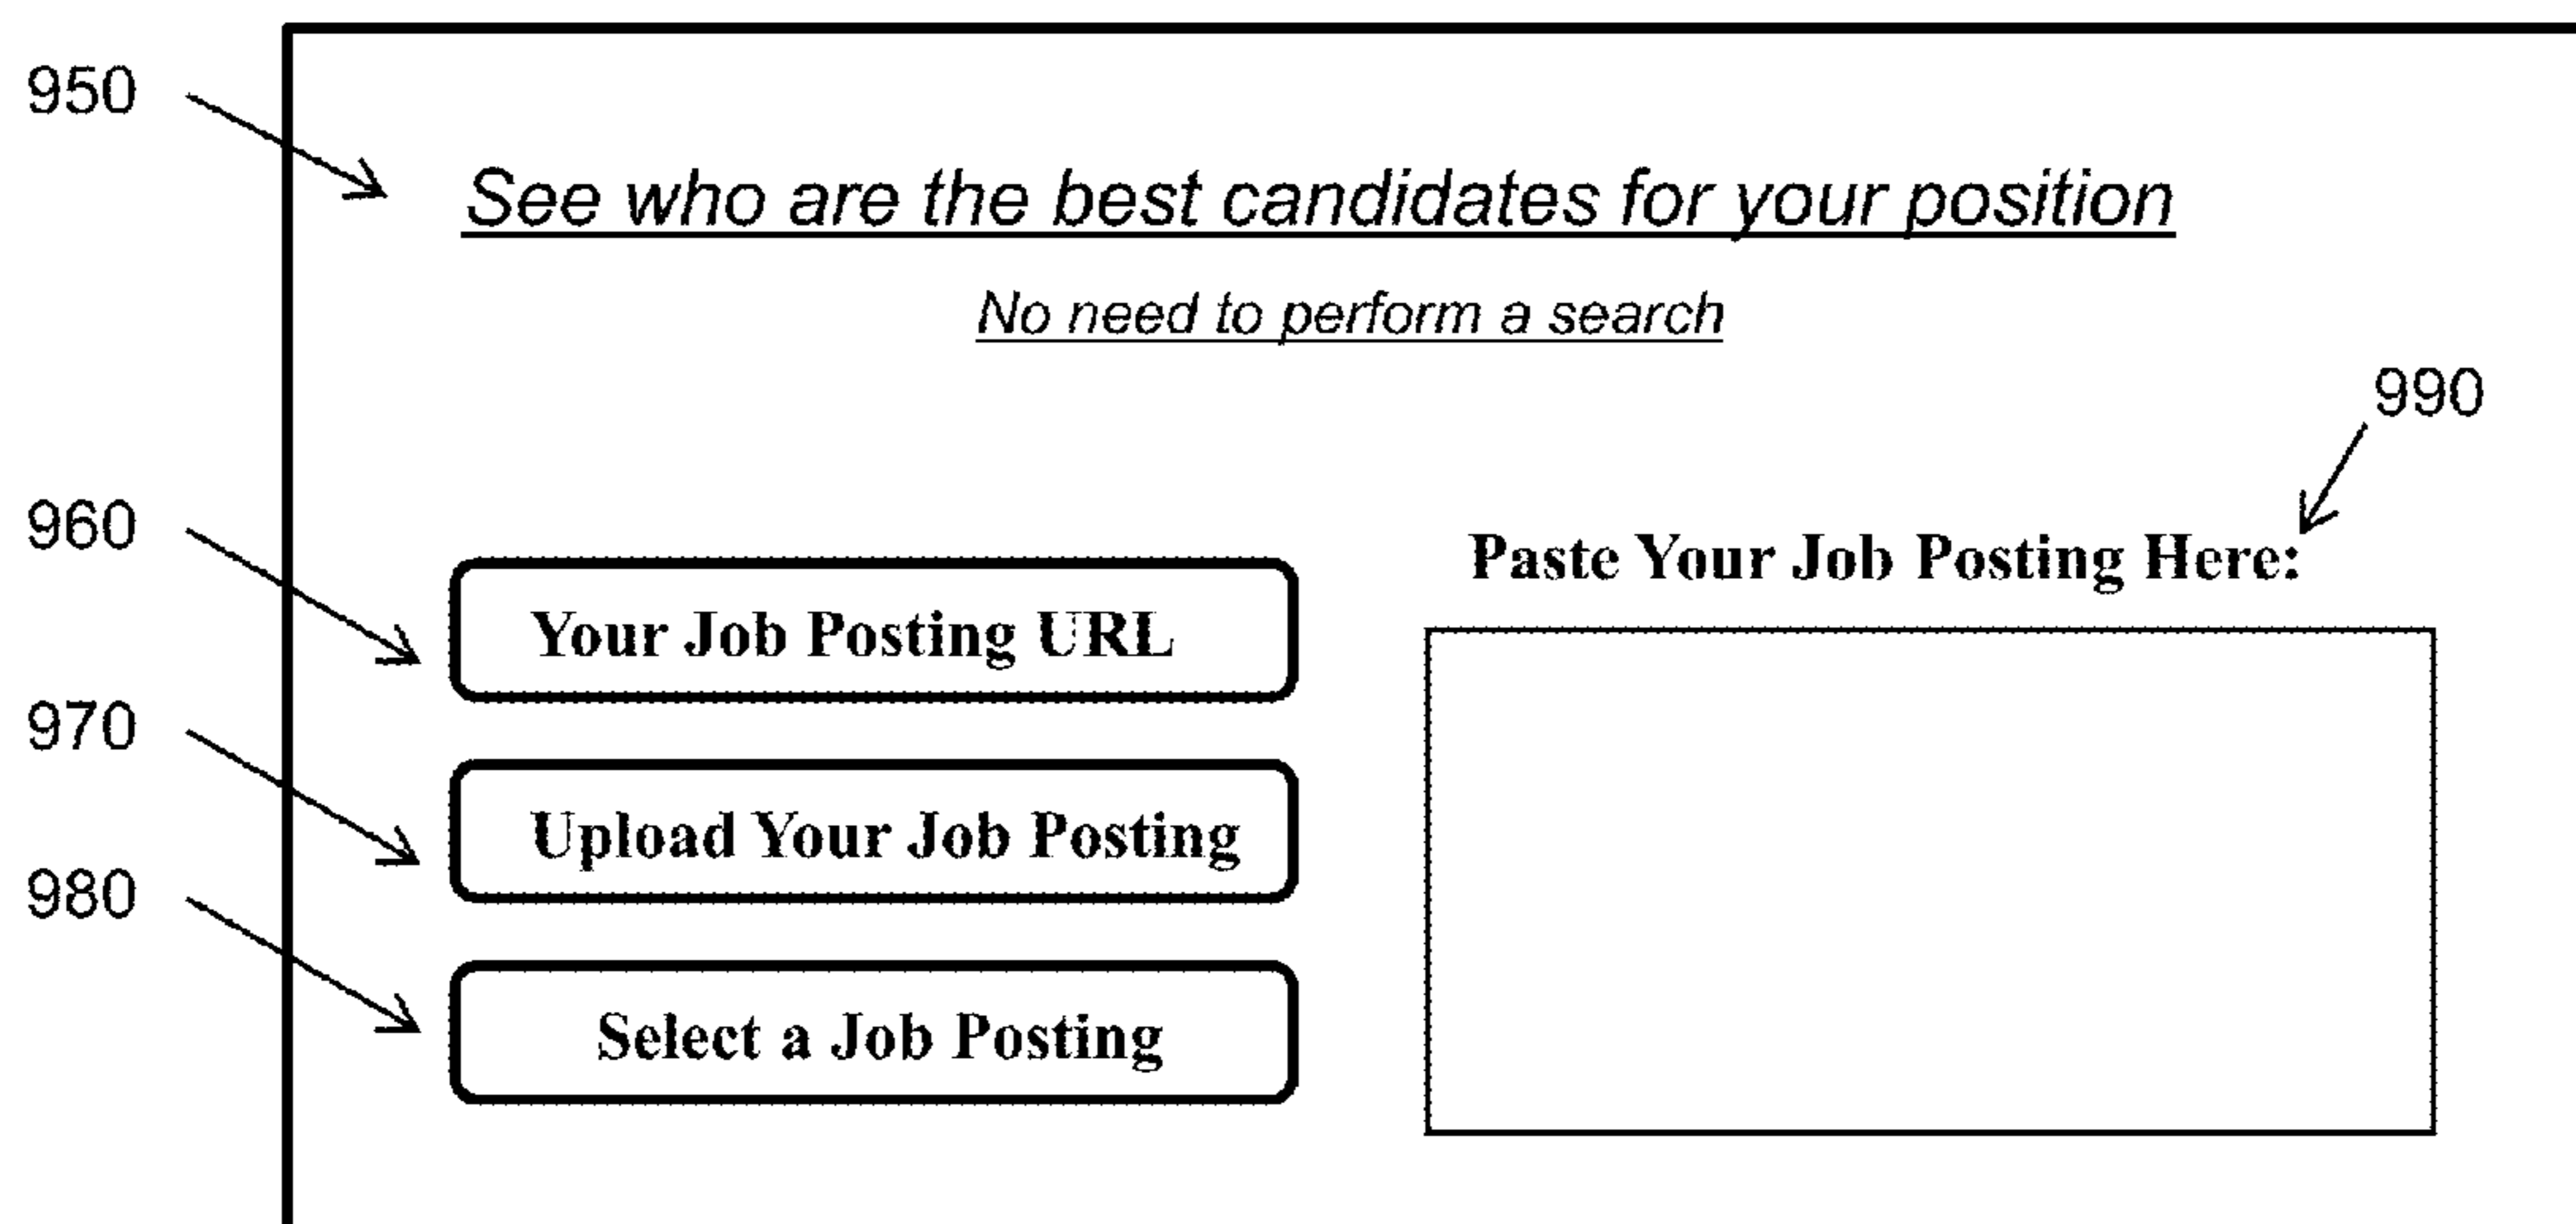 950
See who are the best candidates for your position
No need to perform a search
990
960
Paste Your Job Posting Here:
Your Job Posting URL
970
Upload Your Job Posting
980
Select a Job Posting